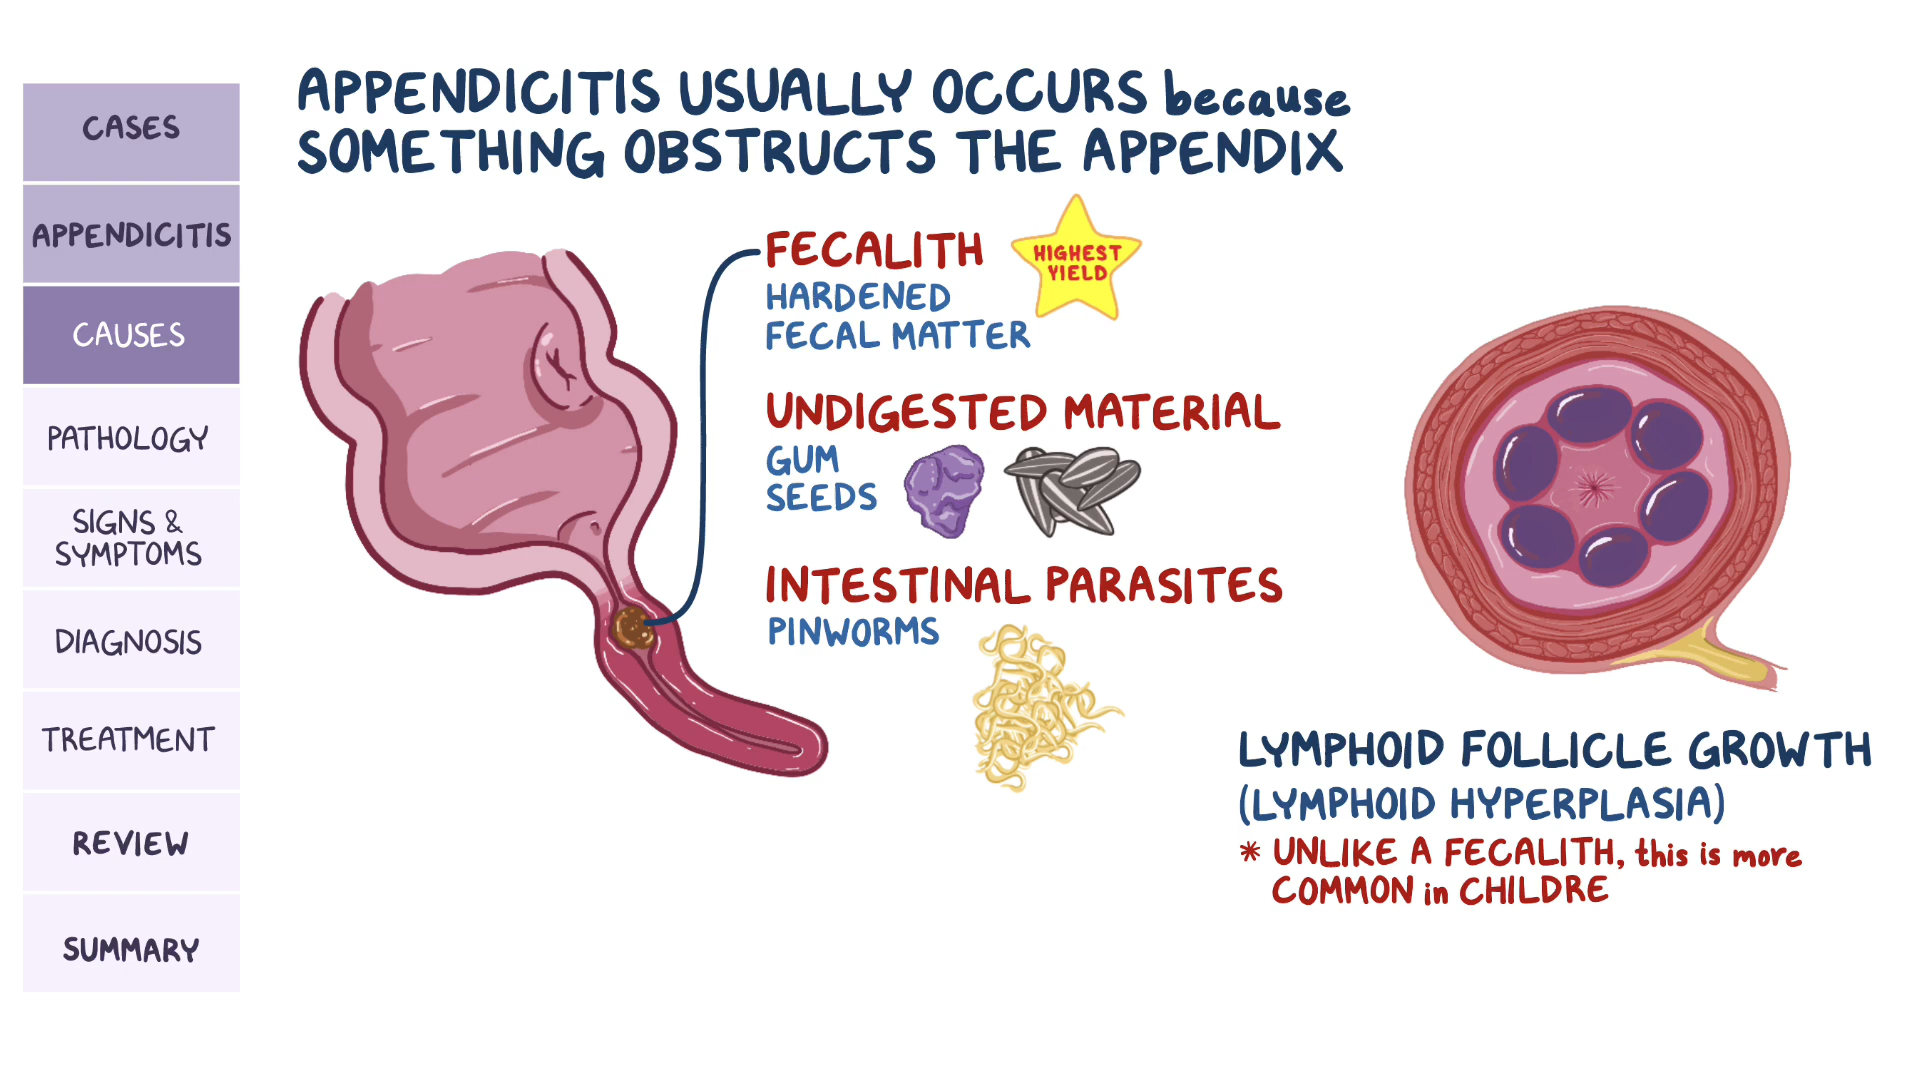 CASES
APPENDICITIS
CAUSES
PATHOLOGY
SIGNS &
SYMPTOMS
DIAGNOSIS
TREATMENT
REVIEW
SUMMARY
APPENDICITIS USUALLY OCCURS because
SOMETHING OBSTRUCTS THE APPENDIX
FECALITH
HIGHEST
YIELD
HARDENED
FECAL MATTER
UNDIGESTED MATERIAL
GUM
SEEDS
INTESTINAL PARASITES
PINWORMS
LYMPHOID FOLLICLE GROWTH
(LYMPHOID HYPERPLASIA)
* UNLIKE A FECALITH, this is more
COMMON in CHILDRE